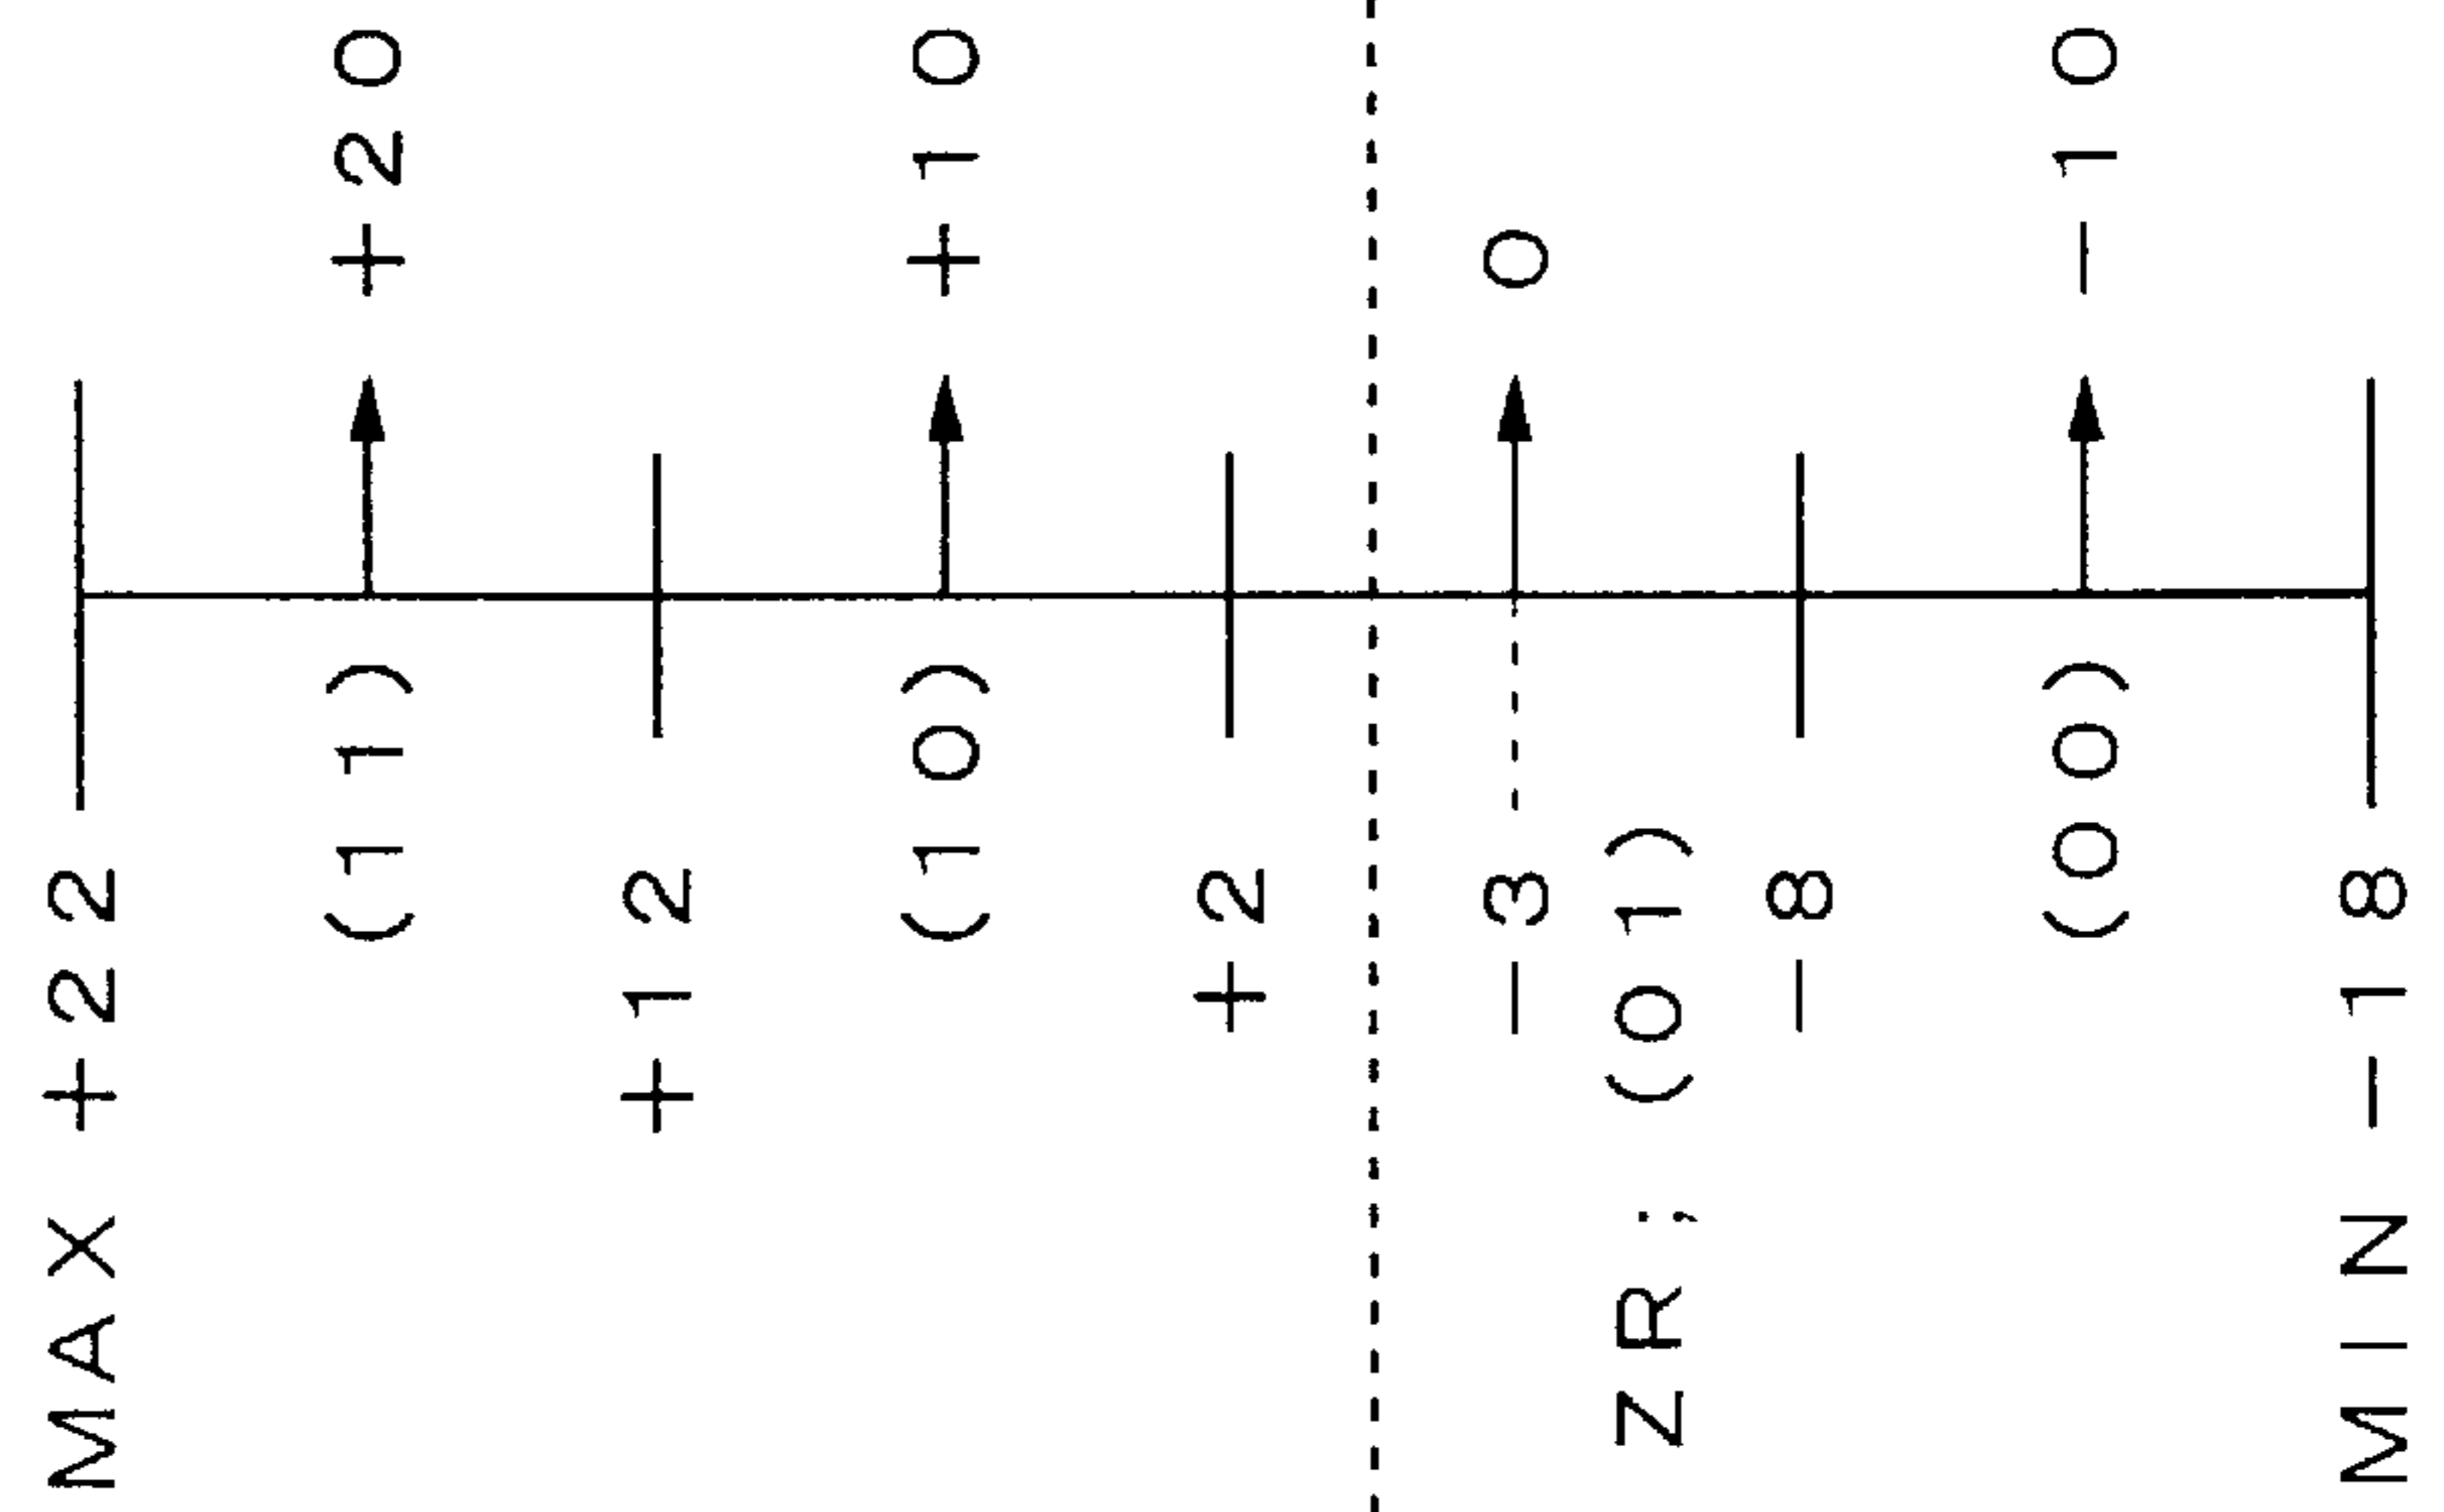 MAX +22
(11) +20
+12
(10) +10
+2
-3 0
ZR; (01)
-8
(00) -10
MIN -18